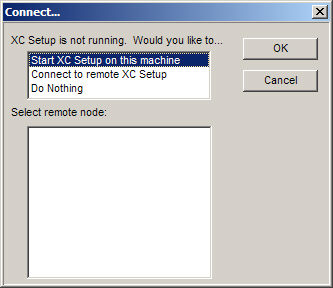 Connect...
XC Setup is not running.  Would you like to...
OK
Start XC Setup on this machine
Connect to remote XC Setup
Cancel
Do Nothing
Select remote node: